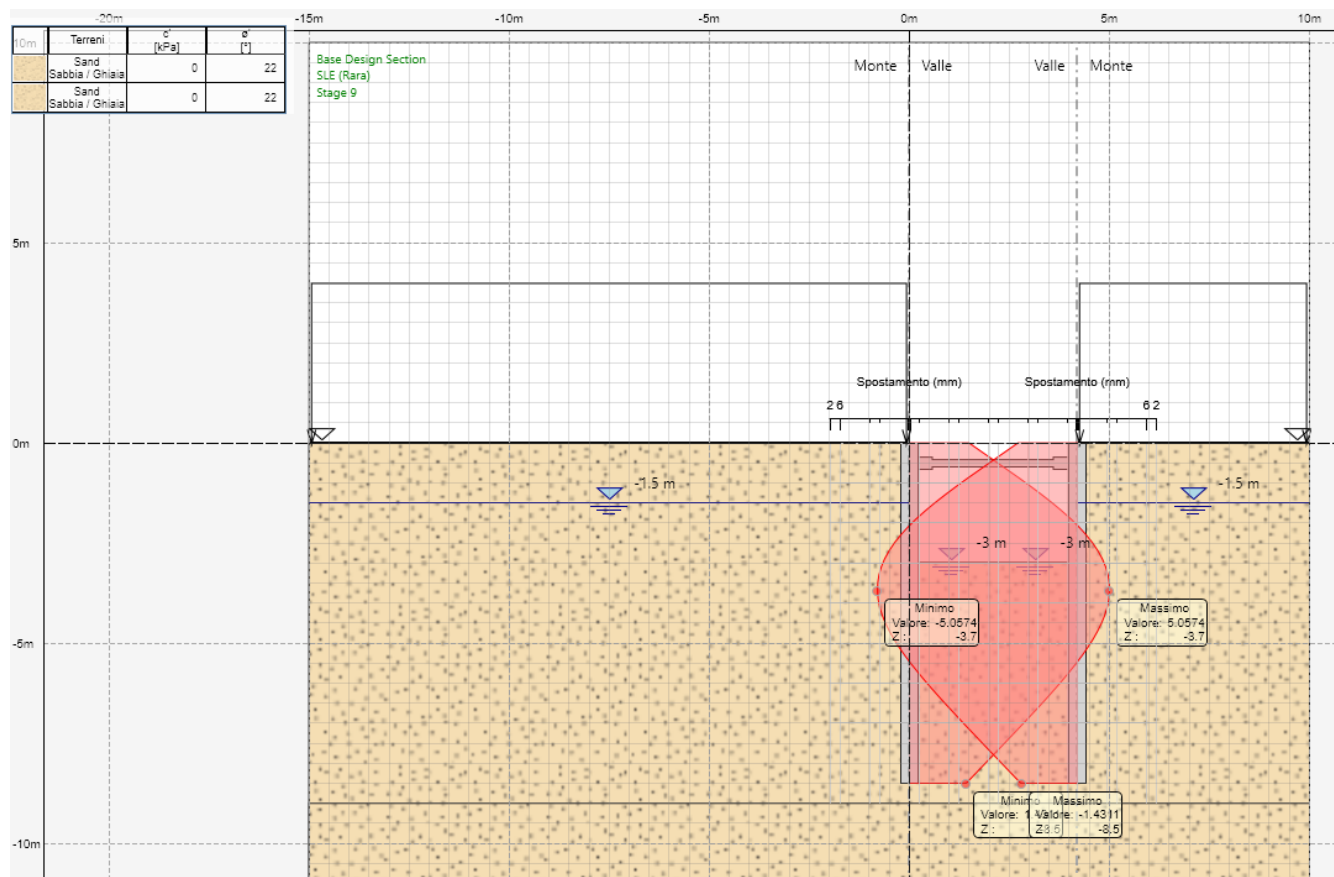 -20m -15m -10m -5m 0m 5m 10m
10m
Terreni c' [kPa] ø' [°]
Sand Sabbia / Ghiaia 0 22
Sand Sabbia / Ghiaia 0 22
Base Design Section
SLE (Rara)
Stage 9
Monte Valle Valle Monte
5m
Spostamento (mm) Spostamento (mm)
2 6 6 2
0m
-1.5 m -1.5 m
-3 m -3 m
Minimo
Valore: -5.0574
Z : -3.7
Massimo
Valore: 5.0574
Z : -3.7
-5m
Massimo
Valore: -1.4311
Z -8.5
-10m